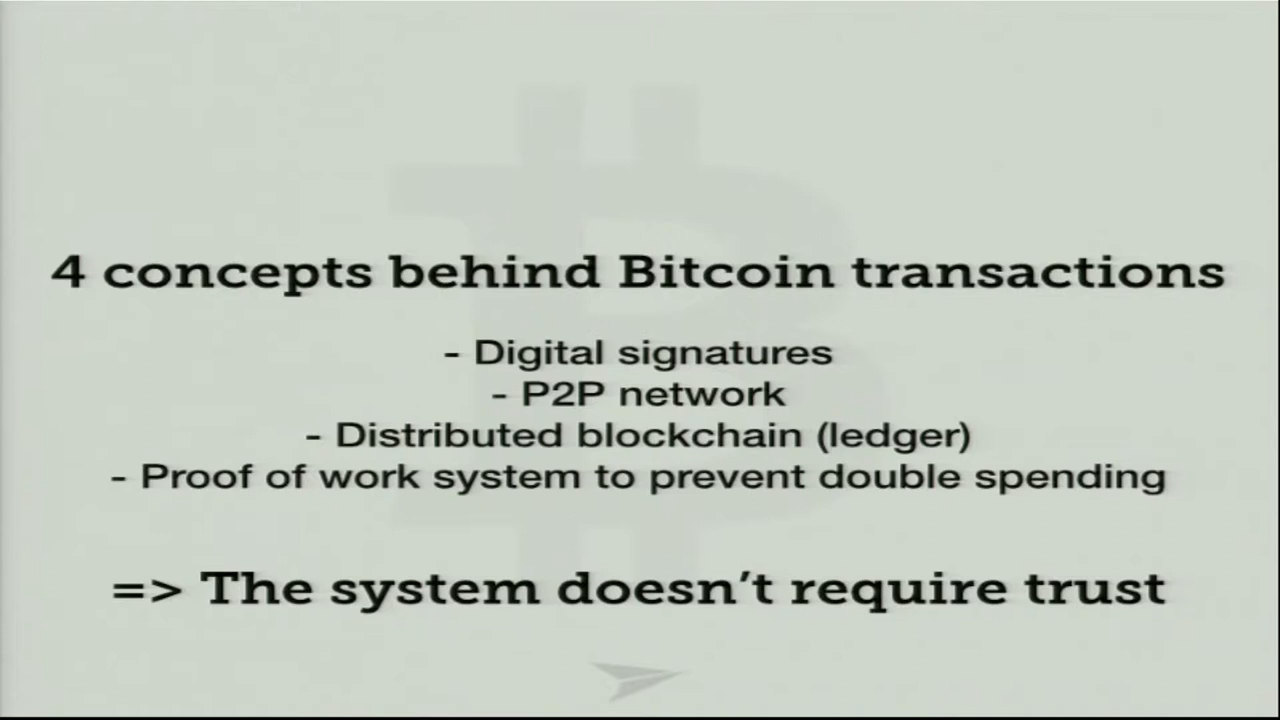 4 concepts behind Bitcoin transactions
- Digital signatures
- P2P network
- Distributed blockchain (ledger)
- Proof of work system to prevent double spending
=> The system doesn’t require trust